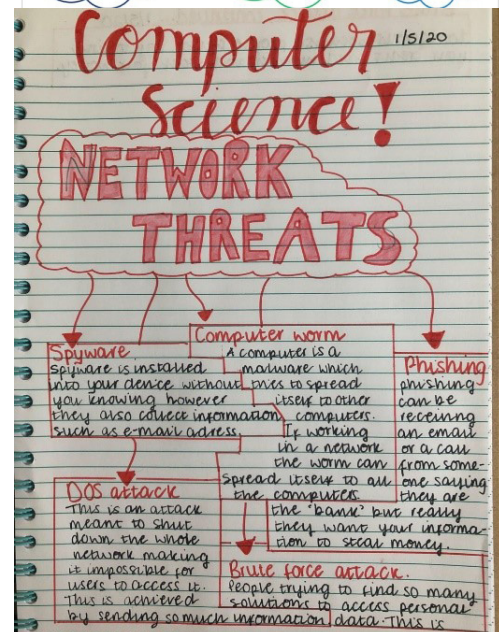 Computer
1/5/20
Science!
NETWORK
THREATS
Spyware
Spyware is installed
into your device without
you knowing however
they also collect information
such as e-mail adress.
Computer worm
A computer is a
malware which
tries to spread
itself to other
computers.
If working
in a network
the worm can
spread itself to all
the computers.
Phishing
phishing
can be
receiving
an email
or a call
from some-
one saying
they are
the 'bank' but really
they want your informa-
tion to steal money.
DOS attack
This is an attack
meant to shut
down the whole
network making
it impossible for
users to access it.
This is achieved
by sending so much information
Brute force attack.
People trying to find so many
solutions to access personal
data. This is